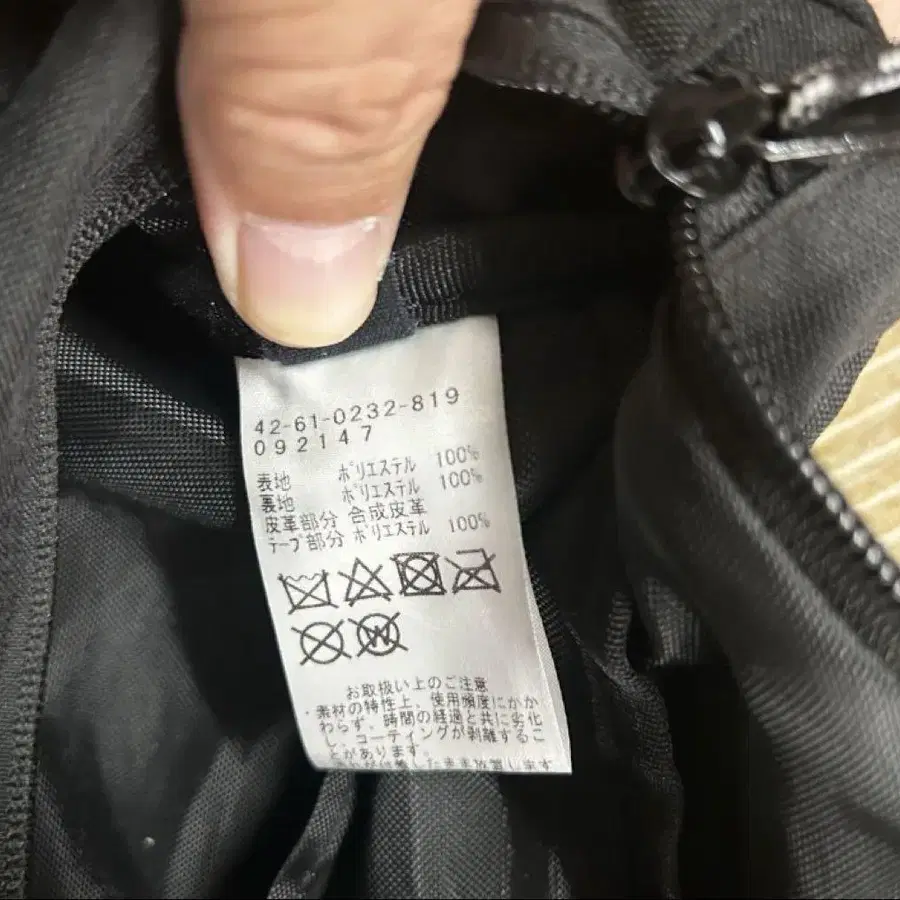 42-61-0232-819
092147
表地 ポリエステル 100%
裏地 ポリエステル 100%
皮革部分 合成皮革
テープ部分 ポリエステル 100%
お取扱い上のご注意
・素材の特性上、使用頻度にかか
わらず、時間の経過と共に劣化
し、コーティングが剥離するこ
とがあります。